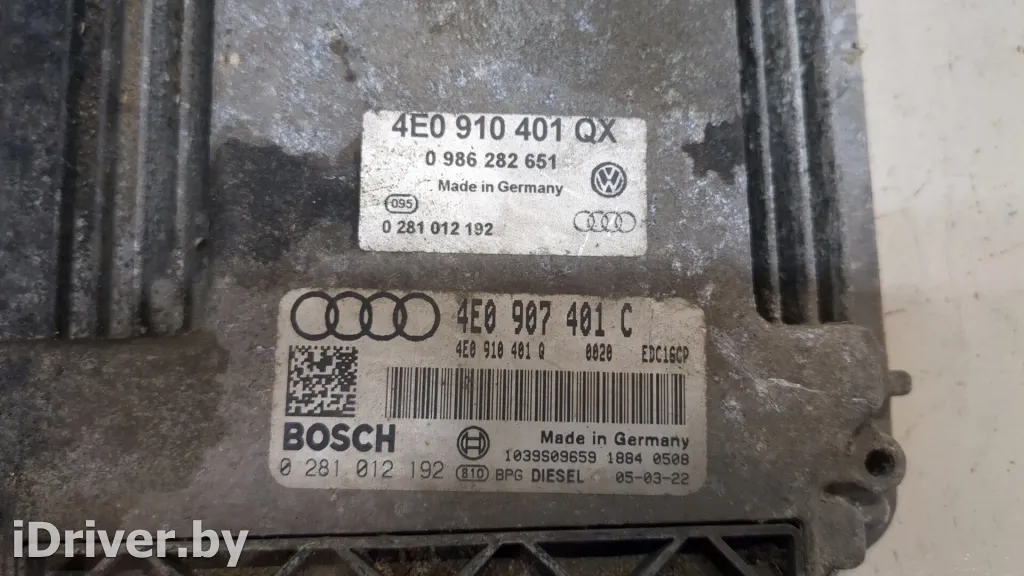 4E0 910 401 QX
0 986 282 651
Made in Germany
095
0 281 012 192
4E0 907 401 C
4E0 910 401 Q 0020 EDC16CP
BOSCH
Made in Germany
1039S09659 1884 0508
0 281 012 192 810 BPG DIESEL 05-03-22
iDriver.by